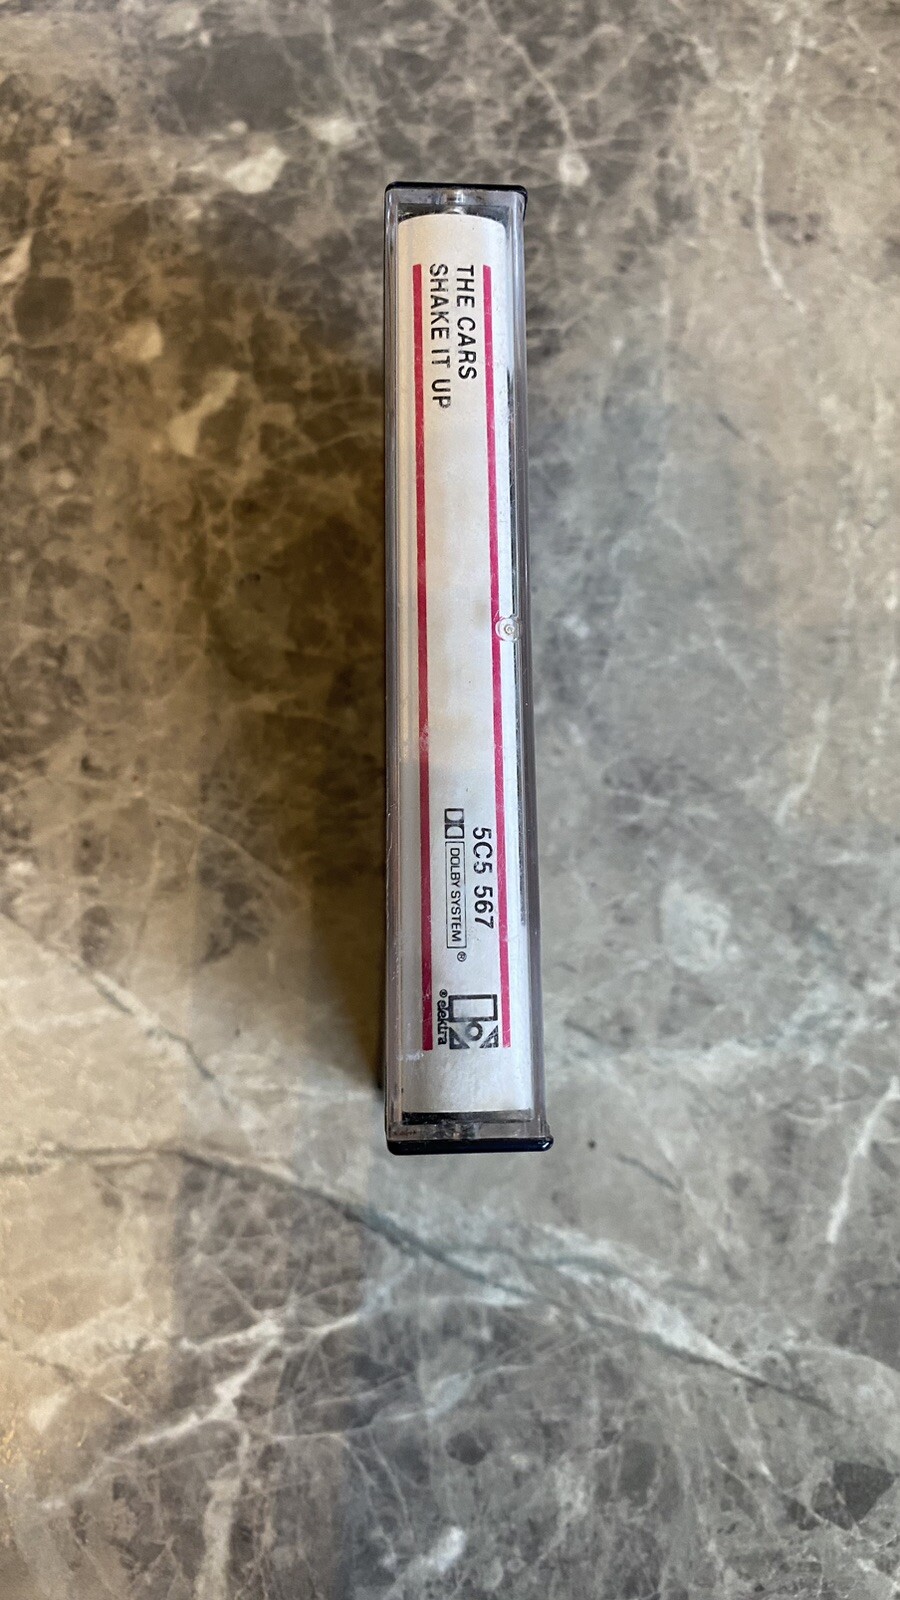 THE CARS
SHAKE IT UP
5C5 567
DOLBY SYSTEM ®
® elektra